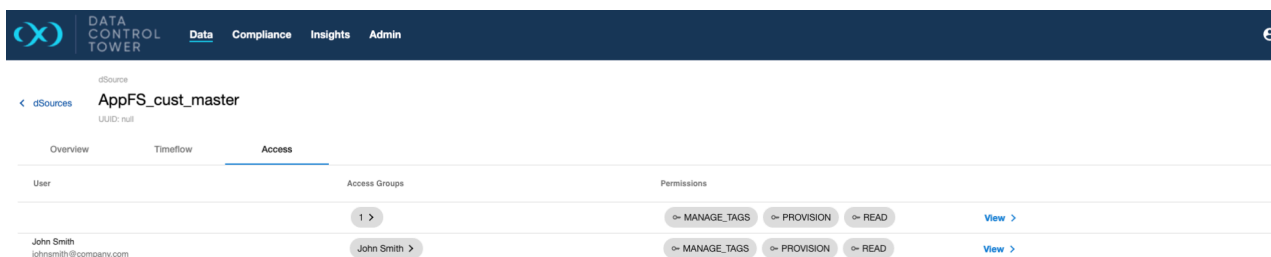 DATA
CONTROL
TOWER
Data Compliance Insights Admin
dSource
dSources AppFS_cust_master
UUID: null
Overview Timeflow Access
User Access Groups Permissions
1 MANAGE_TAGS PROVISION READ View
John Smith
John Smith MANAGE_TAGS PROVISION READ View
johnsmith@company.com